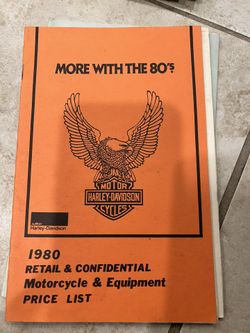 MORE WITH THE 80's
MOTOR
HARLEY-DAVIDSON
CYCLES
Harley-Davidson
1980
RETAIL & CONFIDENTIAL
Motorcycle & Equipment
PRICE LIST